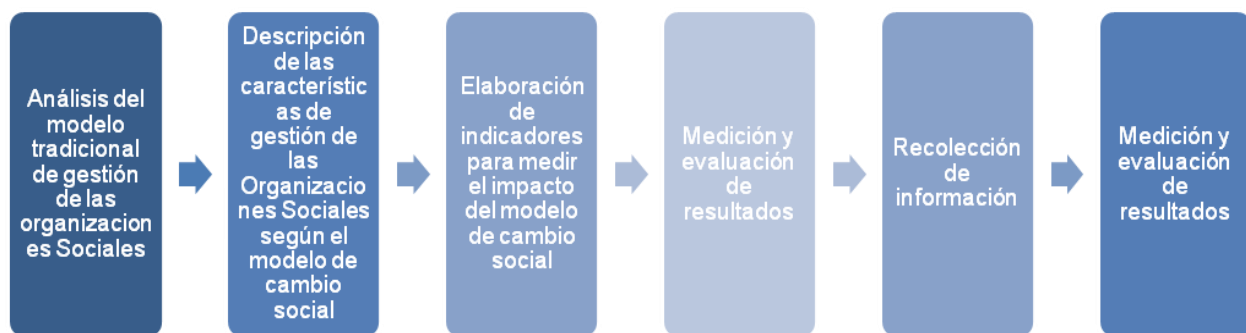 Análisis del
modelo
tradicional
de gestión
de las
organizacion
es Sociales
Descripción
de las
característic
as de
gestión de
las
Organizacio
nes Sociales
según el
modelo de
cambio
social
Elaboración
de
indicadores
para medir
el impacto
del modelo
de cambio
social
Medición y
evaluación
de
resultados
Recolección
de
información
Medición y
evaluación
de
resultados